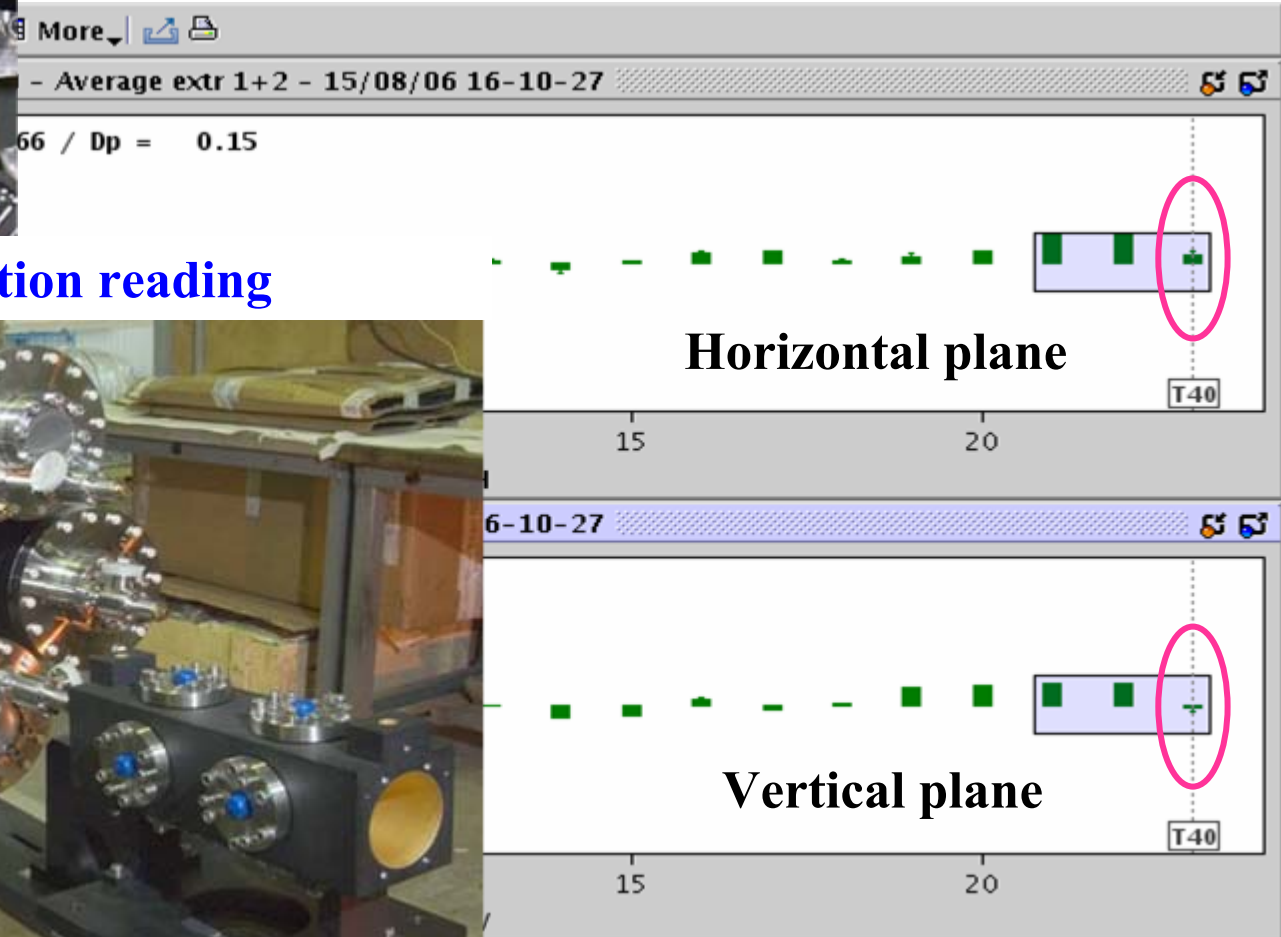 More
- Average extr 1+2 - 15/08/06 16-10-27
66 / Dp = 0.15
tion reading
Horizontal plane
T40
15 20
6-10-27
Vertical plane
T40
15 20